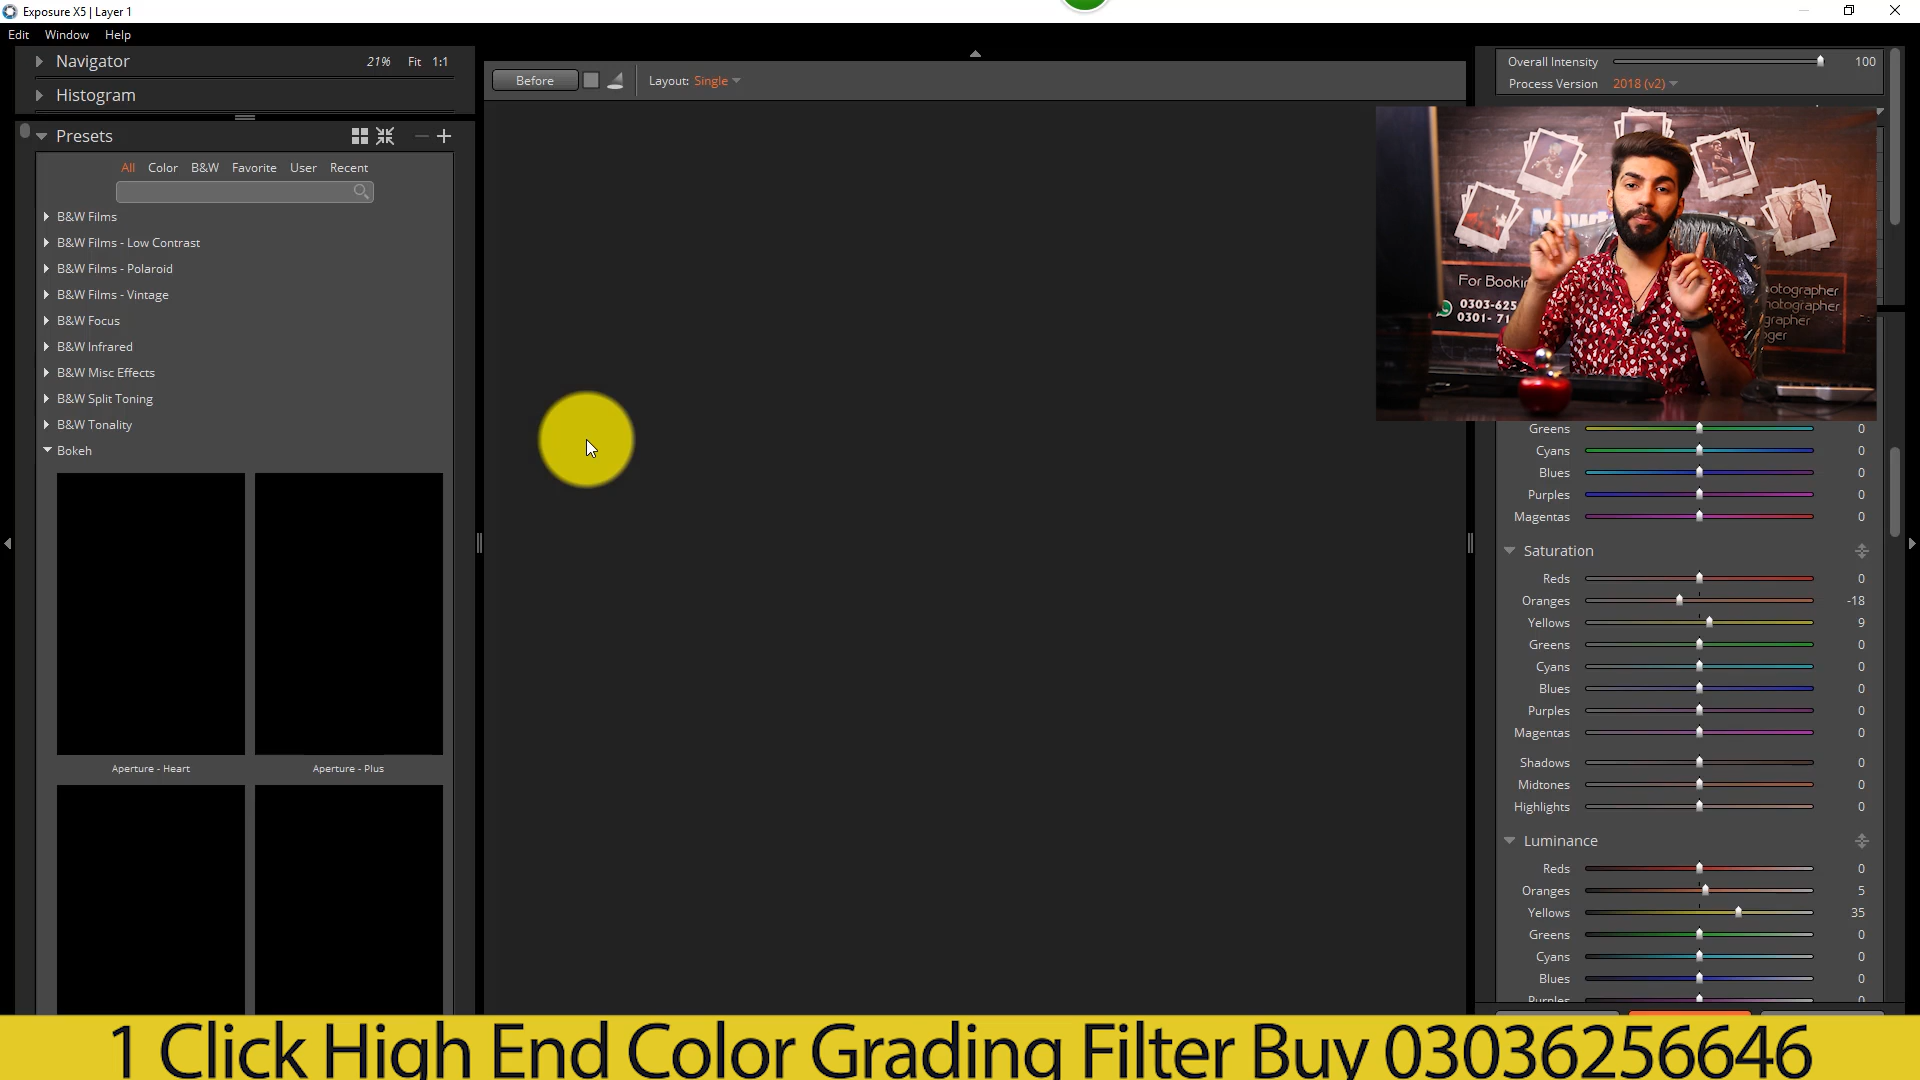 Exposure X5 | Layer 1
Edit Window Help
Navigator 21% Fit 1:1
Histogram
Presets
All Color B&W Favorite User Recent
B&W Films
B&W Films - Low Contrast
B&W Films - Polaroid
B&W Films - Vintage
B&W Focus
B&W Infrared
B&W Misc Effects
B&W Split Toning
B&W Tonality
Bokeh
Aperture - Heart Aperture - Plus
Before Layout: Single
Overall Intensity 100
Process Version 2018 (v2)
For Bookin
0303-625
0301- 71
otographer
hotographer
grapher
Greens 0
Cyans 0
Blues 0
Purples 0
Magentas 0
Saturation
Reds 0
Oranges -18
Yellows 9
Greens 0
Cyans 0
Blues 0
Purples 0
Magentas 0
Shadows 0
Midtones 0
Highlights 0
Luminance
Reds 0
Oranges 5
Yellows 35
Greens 0
Cyans 0
Blues 0
Purples 0
1 Click High End Color Grading Filter Buy 03036256646